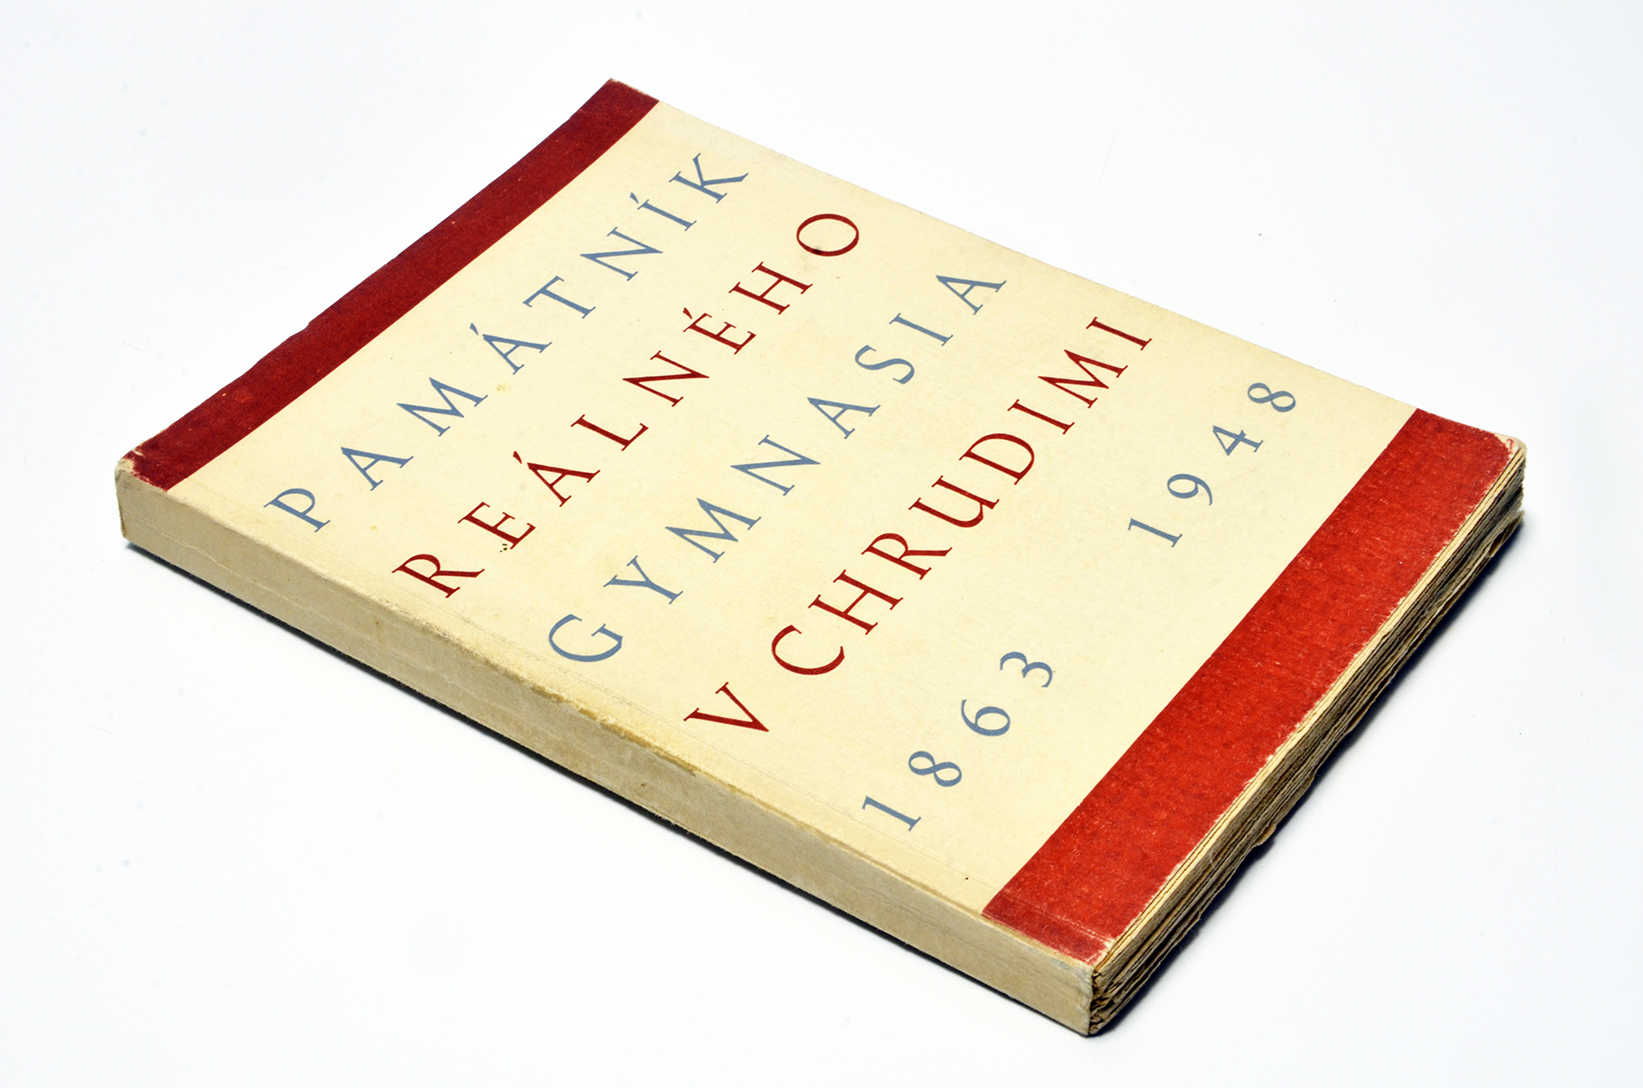 PAMÁTNÍK
REÁLNÉHO
GYMNASIA
V CHRUDIMI
1863 1948